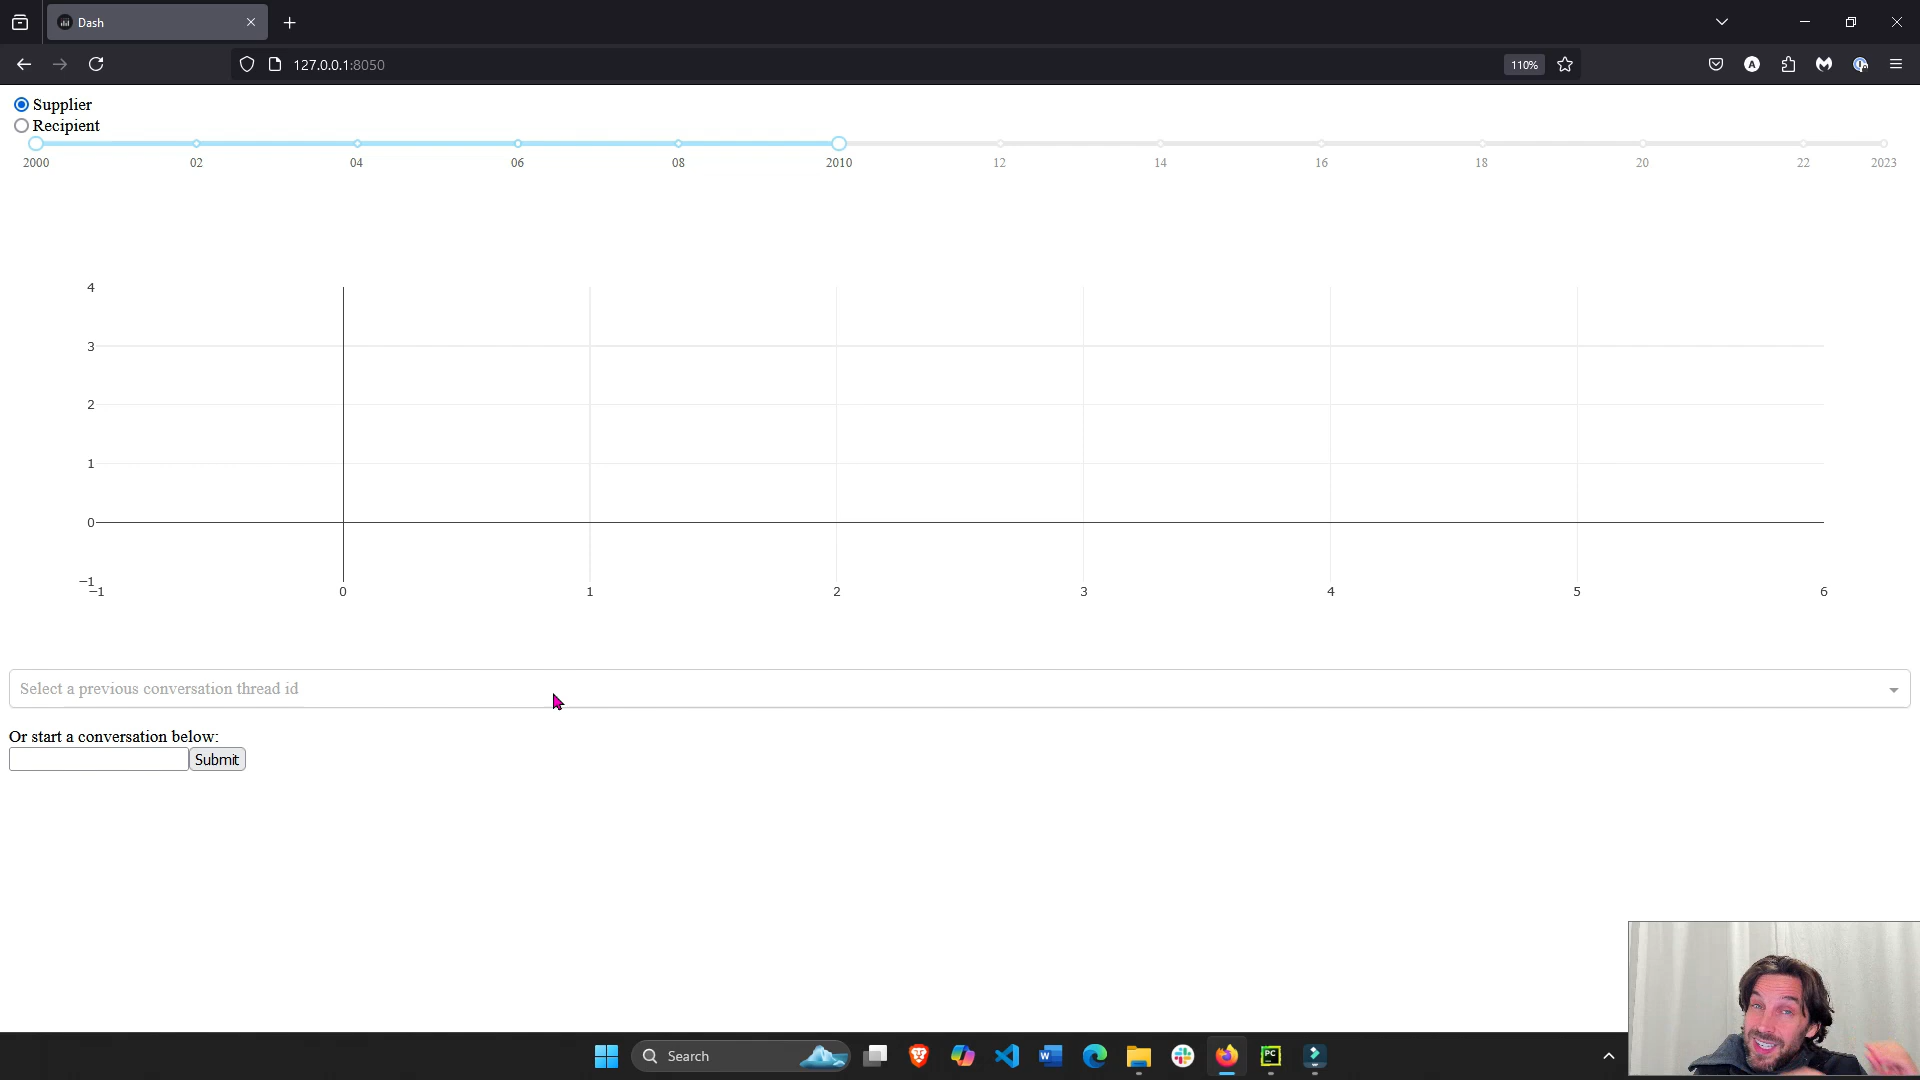 Dash
127.0.0.1:8050
110%
Supplier
Recipient
2000 02 04 06 08 2010 12 14 16 18 20 22 2023
4
3
2
1
0
−1
−1 0 1 2 3 4 5 6
Select a previous conversation thread id
Or start a conversation below:
Submit
Search